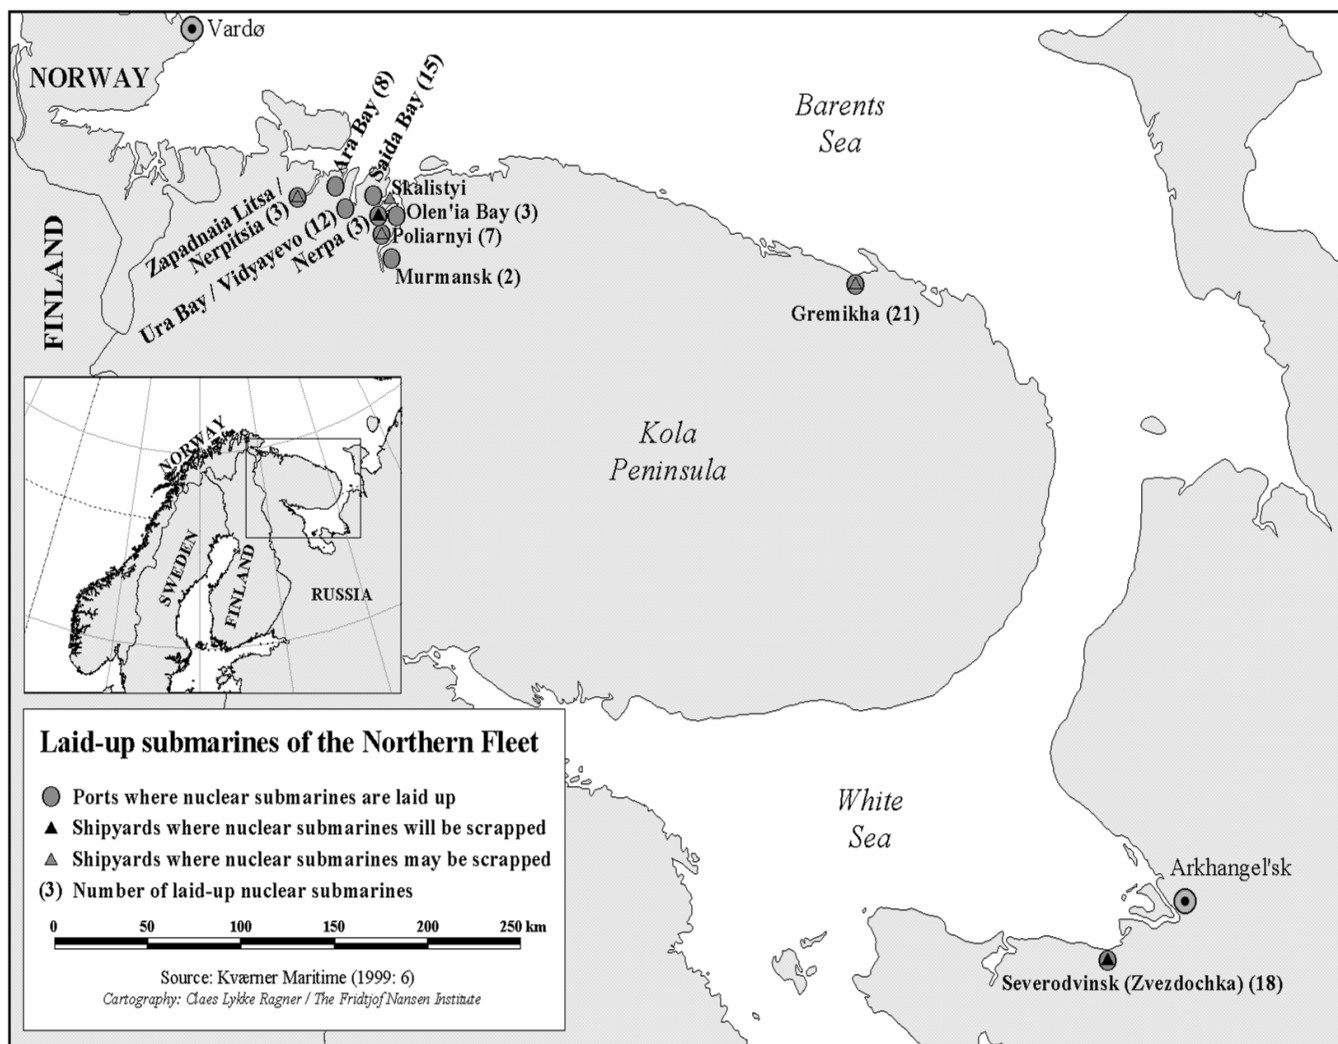 Vardø
NORWAY
Barents
Sea
Ara Bay (8)
Saida Bay (15)
Skalistyi
Zapadnaia Litsa /
Nerpitsia (3)
Olen'ia Bay (3)
Ura Bay / Vidyayevo (12)
Nerpa (3)
Poliarnyi (7)
Murmansk (2)
FINLAND
Gremikha (21)
Kola
Peninsula
NORWAY
SWEDEN
FINLAND
RUSSIA
Laid-up submarines of the Northern Fleet
Ports where nuclear submarines are laid up
Shipyards where nuclear submarines will be scrapped
Shipyards where nuclear submarines may be scrapped
(3) Number of laid-up nuclear submarines
0 50 100 150 200 250 km
Source: Kværner Maritime (1999: 6)
Cartography: Claes Lykke Ragner / The Fridtjof Nansen Institute
White
Sea
Arkhangel'sk
Severodvinsk (Zvezdochka) (18)